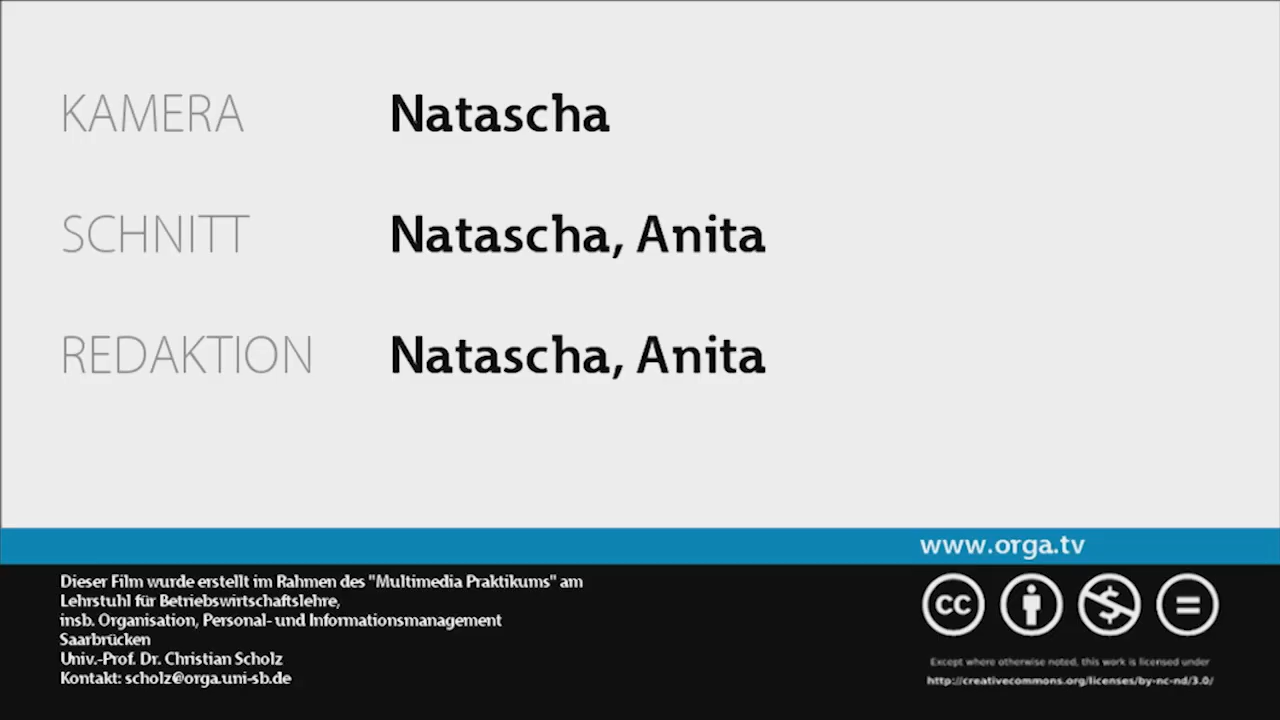 KAMERA Natascha
SCHNITT Natascha, Anita
REDAKTION Natascha, Anita
www.orga.tv
Dieser Film wurde erstellt im Rahmen des "Multimedia Praktikums" am
Lehrstuhl für Betriebswirtschaftslehre,
insb. Organisation, Personal- und Informationsmanagement
Saarbrücken
Univ.-Prof. Dr. Christian Scholz
Kontakt: scholz@orga.uni-sb.de
cc
Except where otherwise noted, this work is licensed under
http://creativecommons.org/licenses/by-nc-nd/3.0/